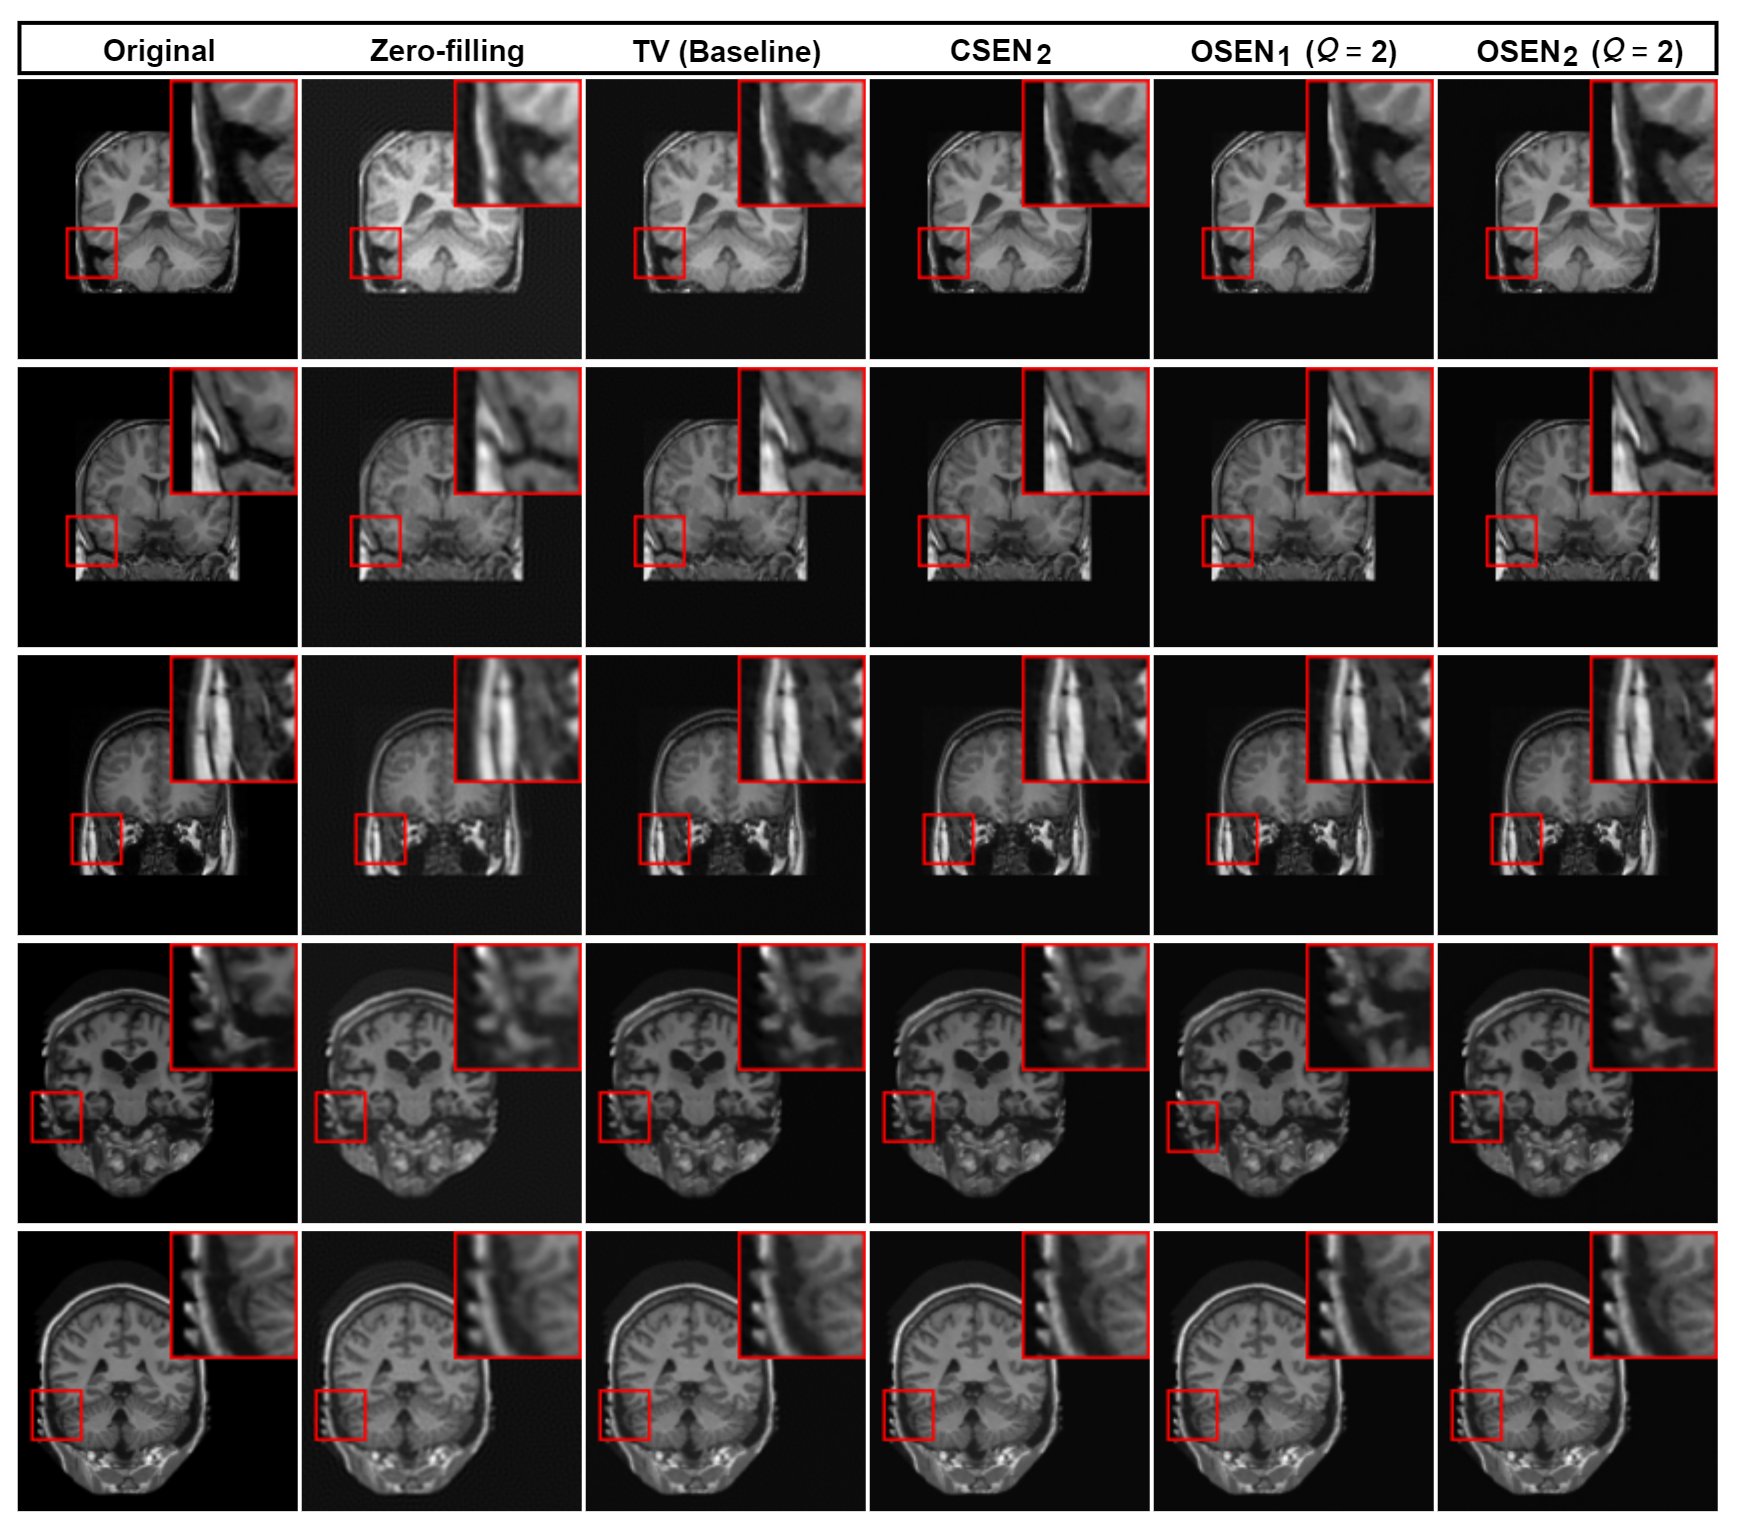 Original Zero-filling TV (Baseline) CSEN2 OSEN1 (Q = 2) OSEN2 (Q = 2)